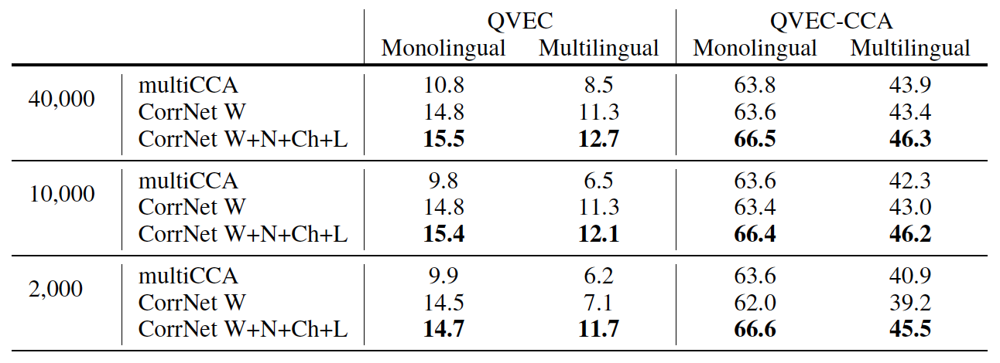 QVEC QVEC-CCA
Monolingual Multilingual Monolingual Multilingual
40,000 multiCCA 10.8 8.5 63.8 43.9
CorrNet W 14.8 11.3 63.6 43.4
CorrNet W+N+Ch+L 15.5 12.7 66.5 46.3
10,000 multiCCA 9.8 6.5 63.6 42.3
CorrNet W 14.8 11.3 63.4 43.0
CorrNet W+N+Ch+L 15.4 12.1 66.4 46.2
2,000 multiCCA 9.9 6.2 63.6 40.9
CorrNet W 14.5 7.1 62.0 39.2
CorrNet W+N+Ch+L 14.7 11.7 66.6 45.5